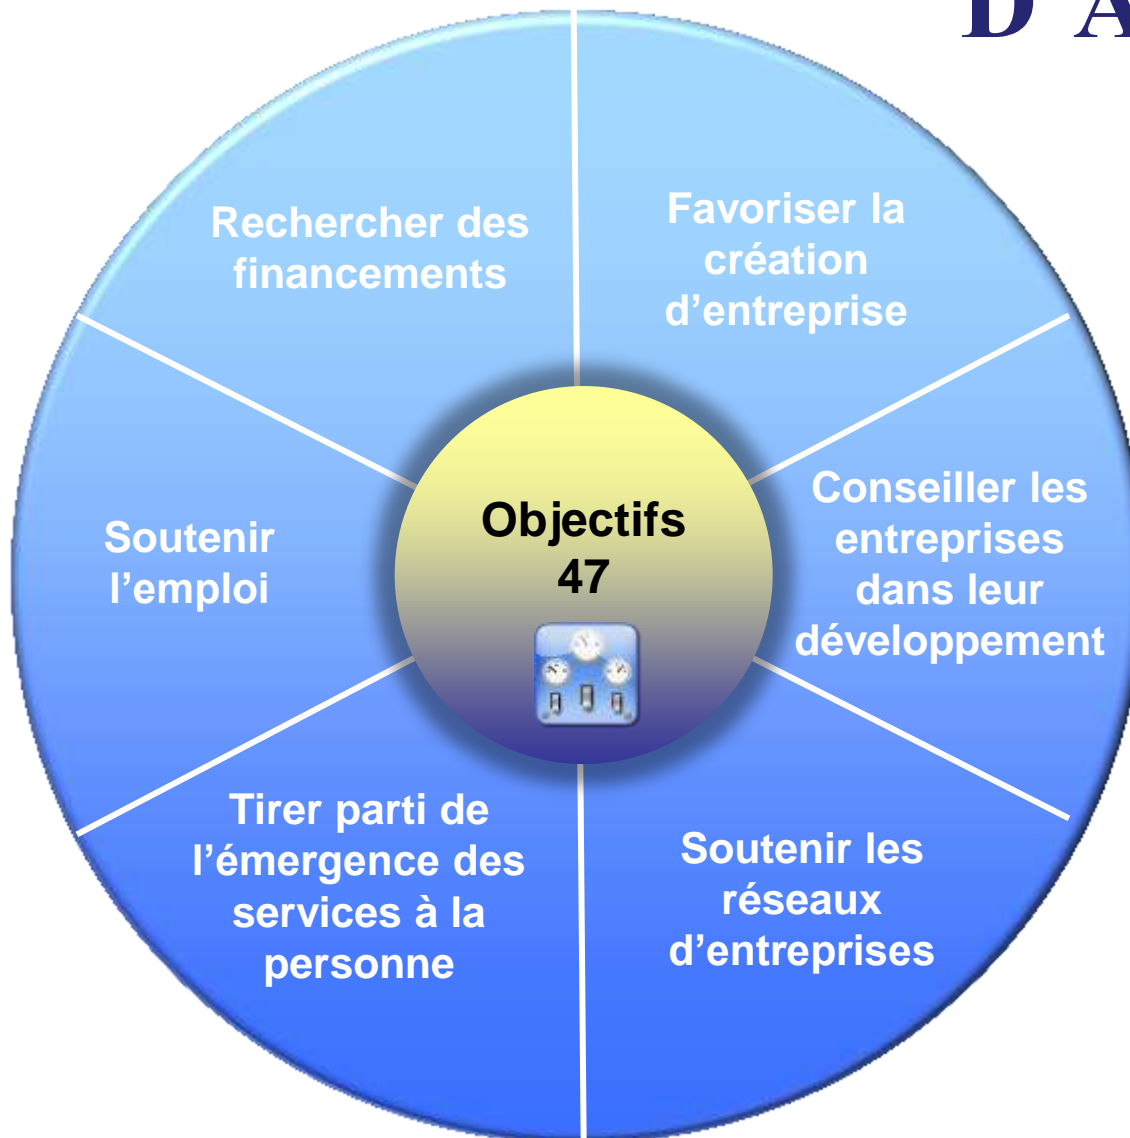 D A
Rechercher des
financements
Favoriser la
création
d’entreprise
Conseiller les
entreprises
dans leur
développement
Soutenir les
réseaux
d’entreprises
Tirer parti de
l’émergence des
services à la
personne
Soutenir
l’emploi
Objectifs
47